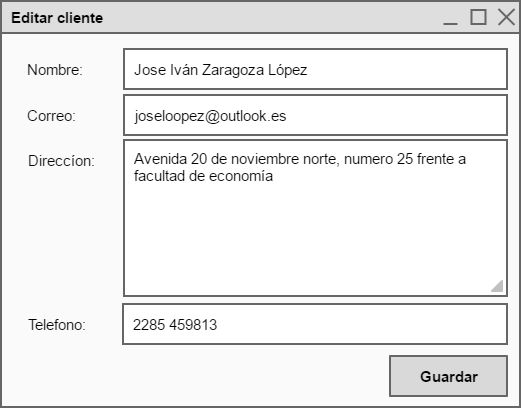 Editar cliente
Nombre: Jose Iván Zaragoza López
Correo: joseloopez@outlook.es
Direccíon: Avenida 20 de noviembre norte, numero 25 frente a
facultad de economía
Telefono: 2285 459813
Guardar